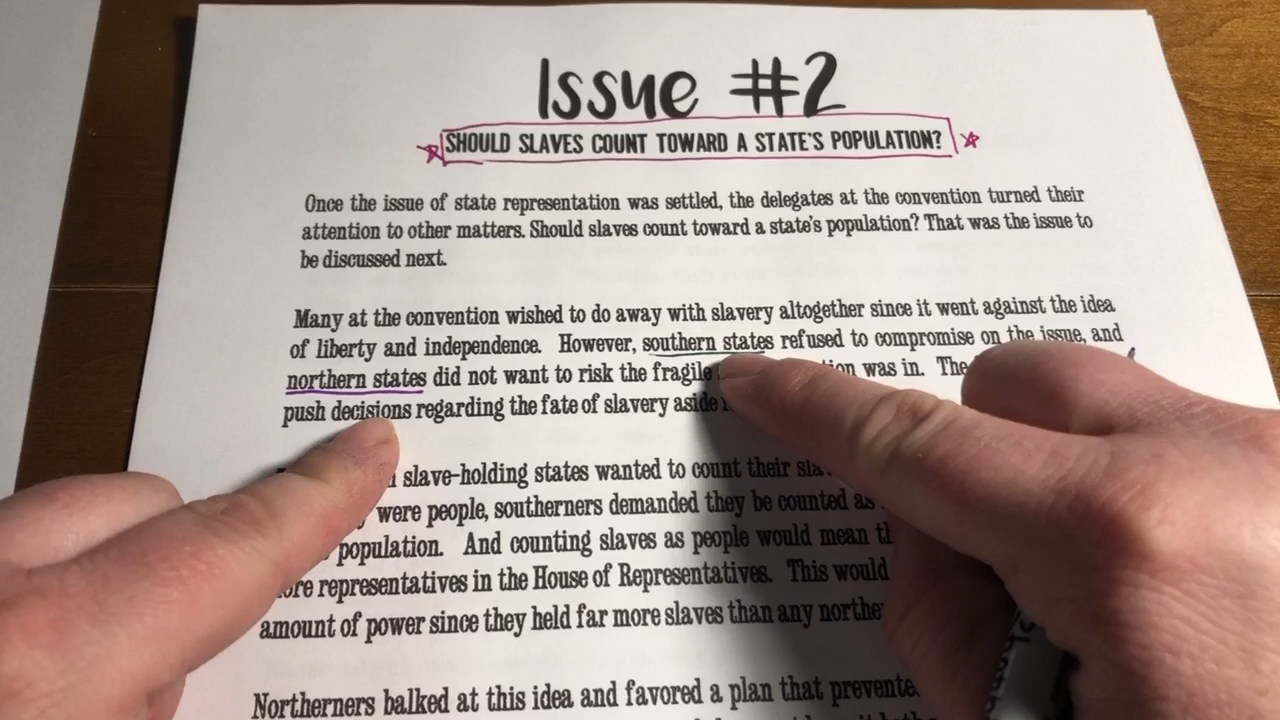 Issue #2
SHOULD SLAVES COUNT TOWARD A STATE'S POPULATION?
Once the issue of state representation was settled, the delegates at the convention turned their
attention to other matters. Should slaves count toward a state's population? That was the issue to
be discussed next.
Many at the convention wished to do away with slavery altogether since it went against the idea
of liberty and independence. However, southern states refused to compromise on the issue, and
northern states did not want to risk the fragile was in. The
push decisions regarding the fate of slavery aside
slave-holding states wanted to count their
were people, southerners demanded they be counted as
population. And counting slaves as people would mean
representatives in the House of Representatives. This would
amount of power since they held far more slaves than any
Northerners balked at this idea and favored a plan that